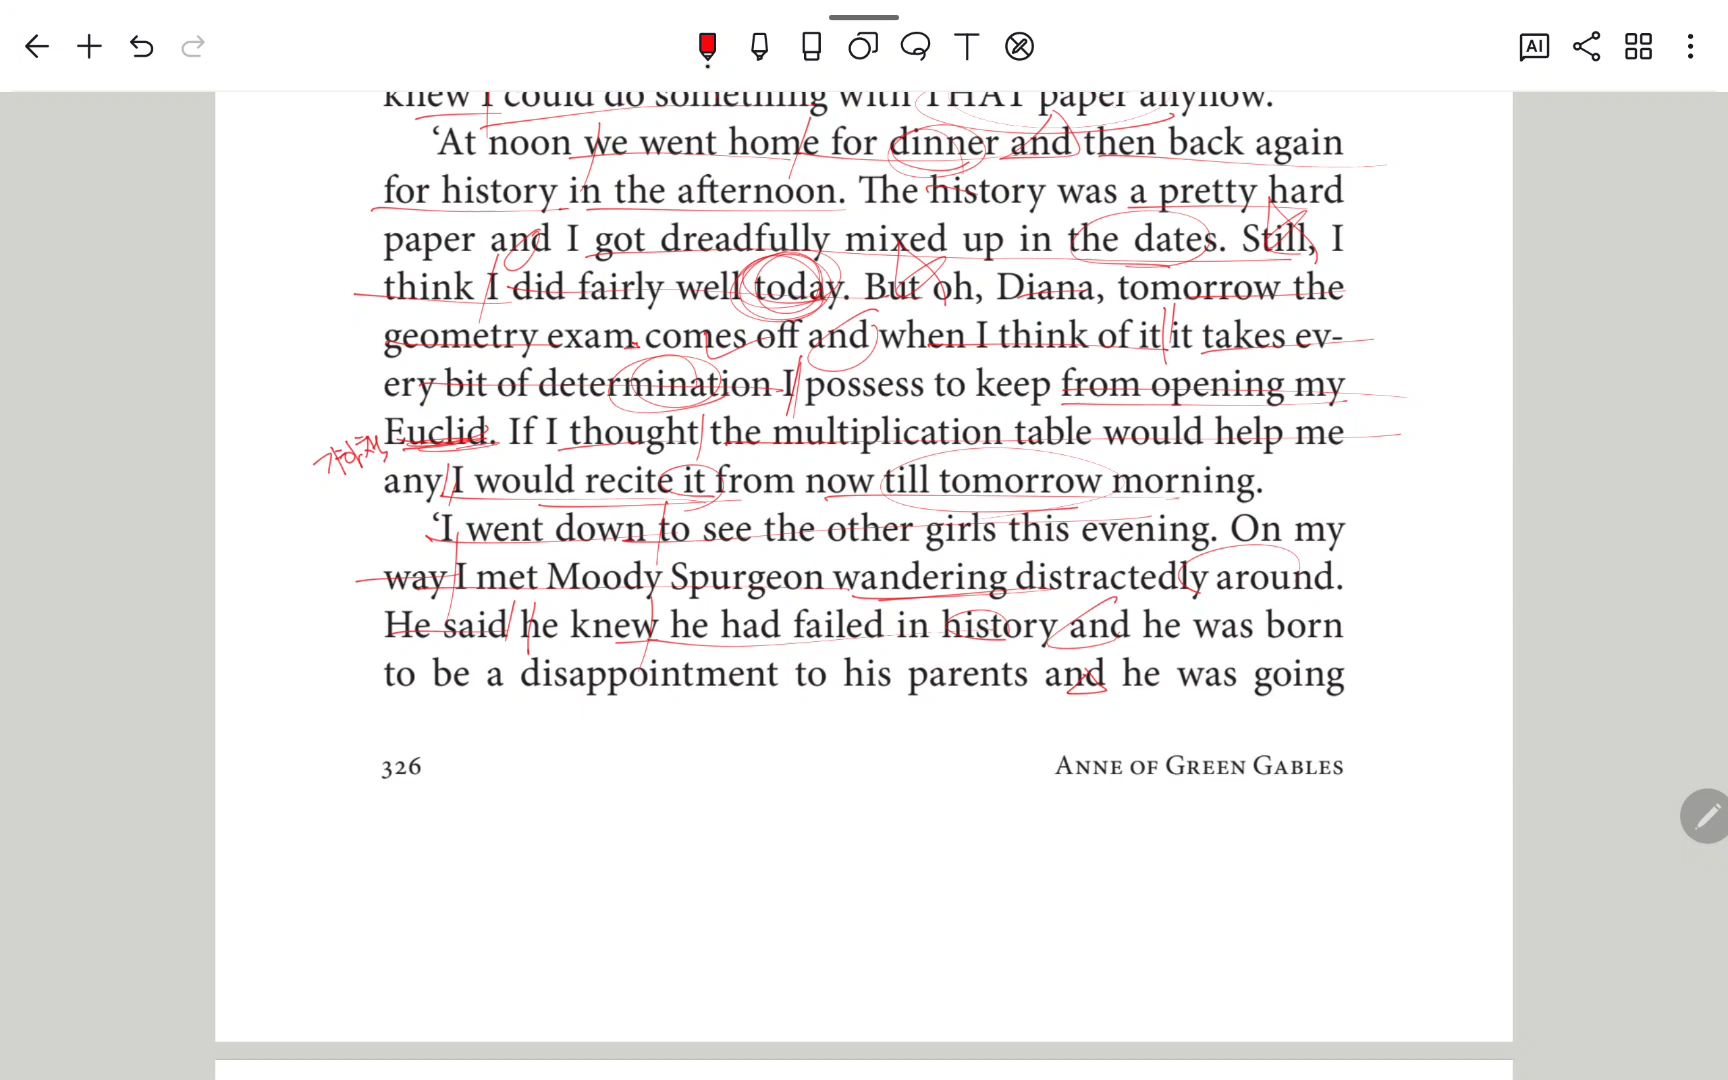 AI
knew I could do something with THAT paper anyhow.
‘At noon we went home for dinner and then back again
for history in the afternoon. The history was a pretty hard
paper and I got dreadfully mixed up in the dates. Still, I
think I did fairly well today. But oh, Diana, tomorrow the
geometry exam comes off and when I think of it it takes ev-
ery bit of determination I possess to keep from opening my
Euclid. If I thought the multiplication table would help me
any I would recite it from now till tomorrow morning.
‘I went down to see the other girls this evening. On my
way I met Moody Spurgeon wandering distractedly around.
He said he knew he had failed in history and he was born
to be a disappointment to his parents and he was going
326 ANNE OF GREEN GABLES